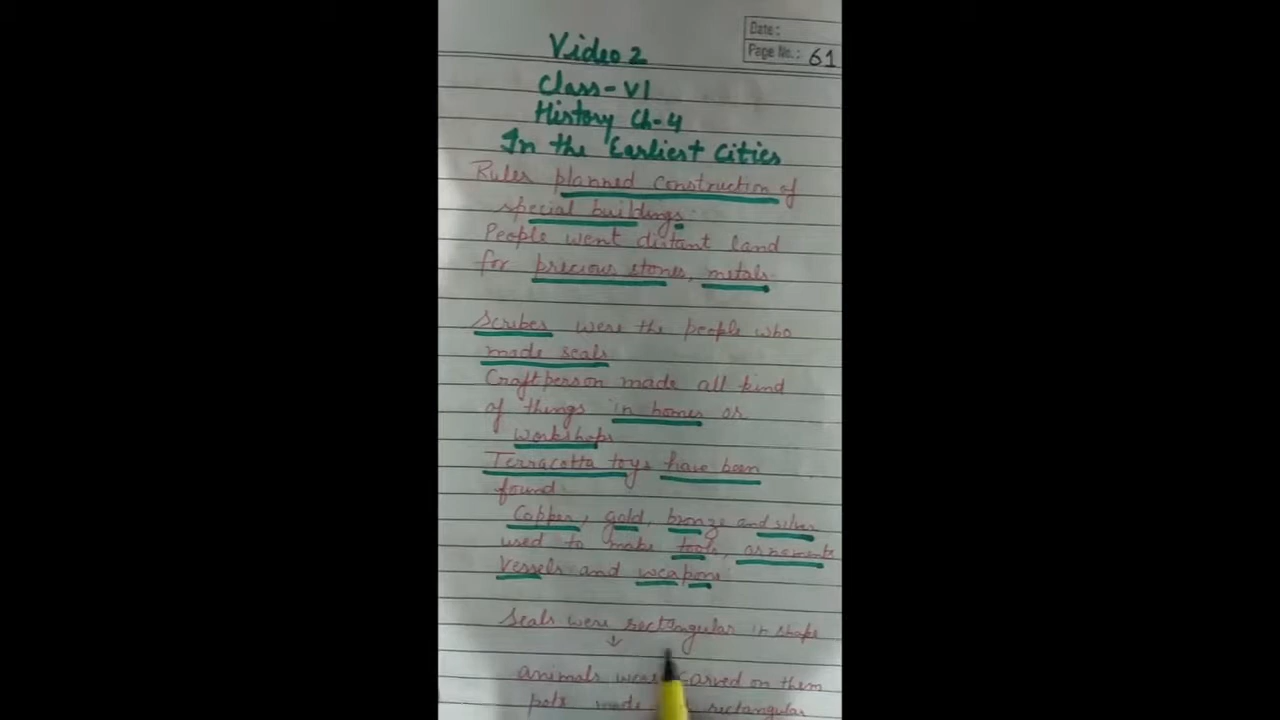 Date:
Page No.: 61
Video 2
Class-VI
History Ch-4
In the Earliest Cities
Rules planned construction of
special buildings.
People went distant land
for precious stones, metals.
Scribes were the people who
made seals
Craftperson made all kind
of things in homes or
workshops
Terracotta toys have been
found
Copper, gold, bronze and silver
used to make tools, ornaments
Vessels and weapons
Seals were rectangular in shape
↓
animals were carved on them
pots made rectangular